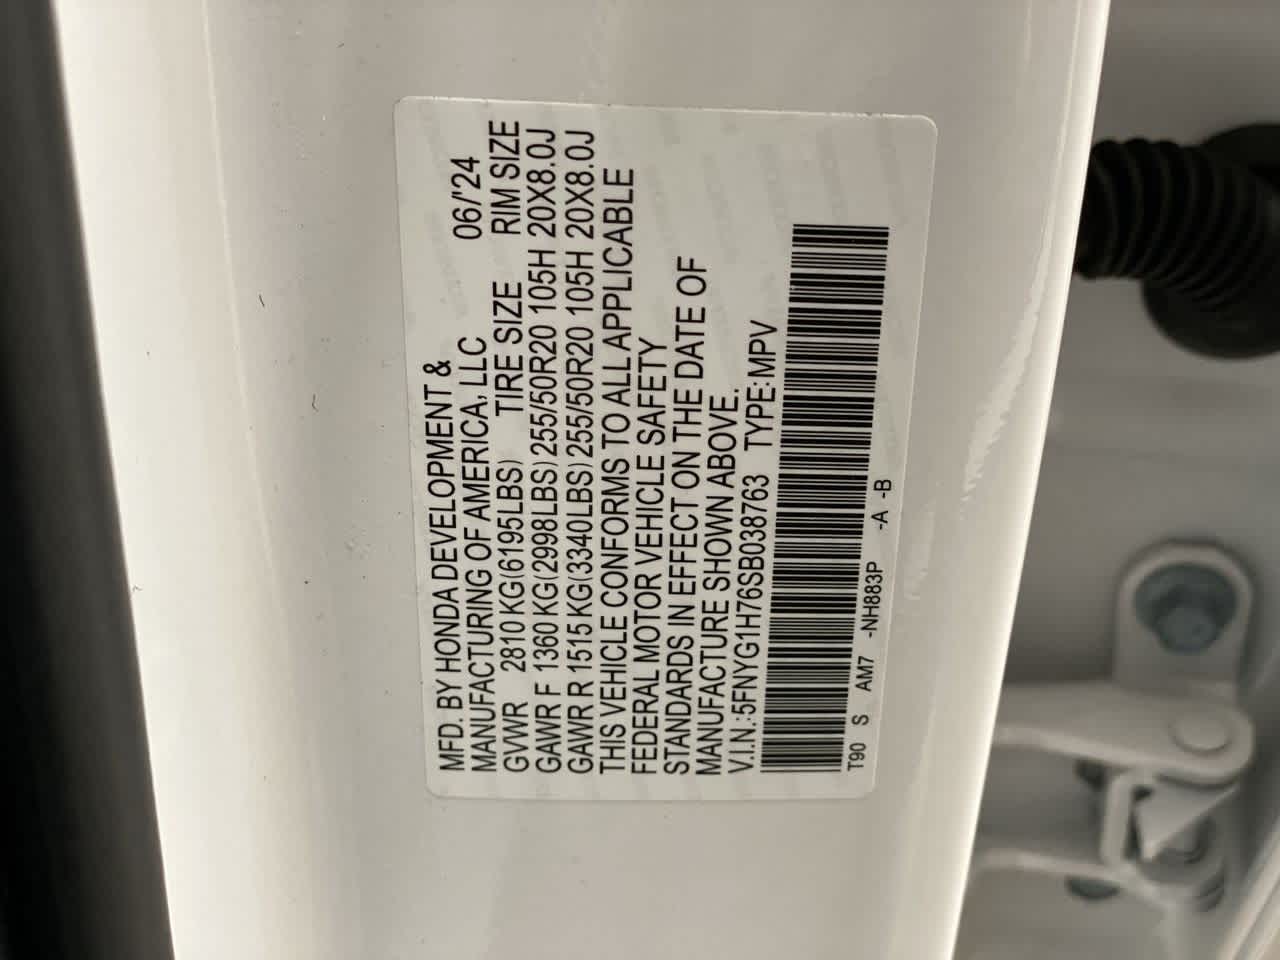 MFD. BY HONDA DEVELOPMENT &
MANUFACTURING OF AMERICA, LLC 06/'24
GVWR 2810 KG(6195LBS) TIRE SIZE RIM SIZE
GAWR F 1360 KG(2998LBS)255/50R20 105H 20X8.0J
GAWR R 1515 KG(3340LBS)255/50R20 105H 20X8.0J
THIS VEHICLE CONFORMS TO ALL APPLICABLE
FEDERAL MOTOR VEHICLE SAFETY
STANDARDS IN EFFECT ON THE DATE OF
MANUFACTURE SHOWN ABOVE.
V.I.N.:5FNYG1H76SB038763 TYPE:MPV
T90 S AM7 -NH883P -A -B